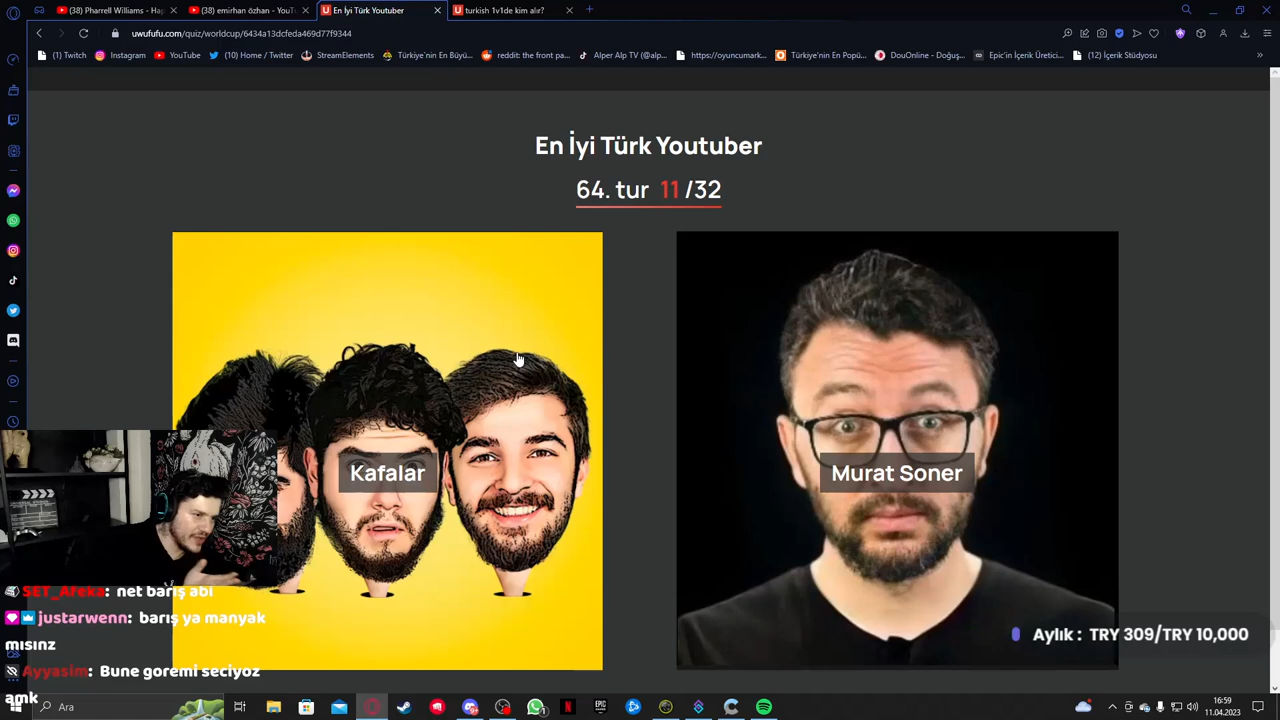 (38) Pharrell Williams - Hap
(38) emirhan özhan - YouT
En İyi Türk Youtuber
turkish 1v1de kim alır?
uwufufu.com/quiz/worldcup/6434a13dcfeda469d77f9344
(1) Twitch
Instagram
YouTube
(10) Home / Twitter
StreamElements
Türkiye'nin En Büyü...
reddit: the front pa...
Alper Alp TV (@alp...
https://oyuncumark...
Türkiye'nin En Popü...
DouOnline - Doğuş...
Epic'in İçerik Üretici...
(12) İçerik Stüdyosu
En İyi Türk Youtuber
64. tur 11 /32
Kafalar
Murat Soner
SET_Afeka: net barış abi
justarwenn: barış ya manyak
mısınz
Ayyasim: Bune goremi seciyoz
amk
Aylık : TRY 309/TRY 10,000
Ara
16:59
11.04.2023